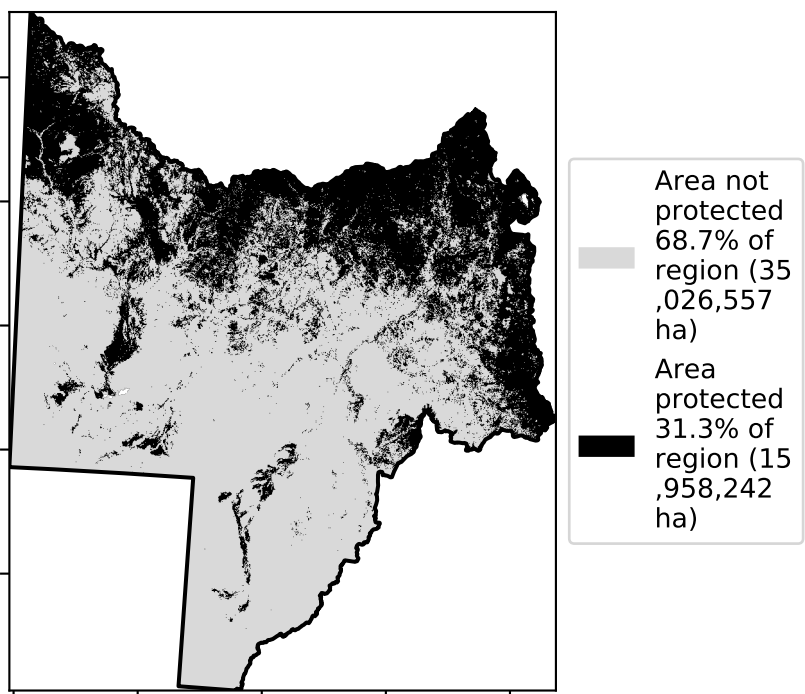 Area not
protected
68.7% of
region (35
,026,557
ha)
Area
protected
31.3% of
region (15
,958,242
ha)